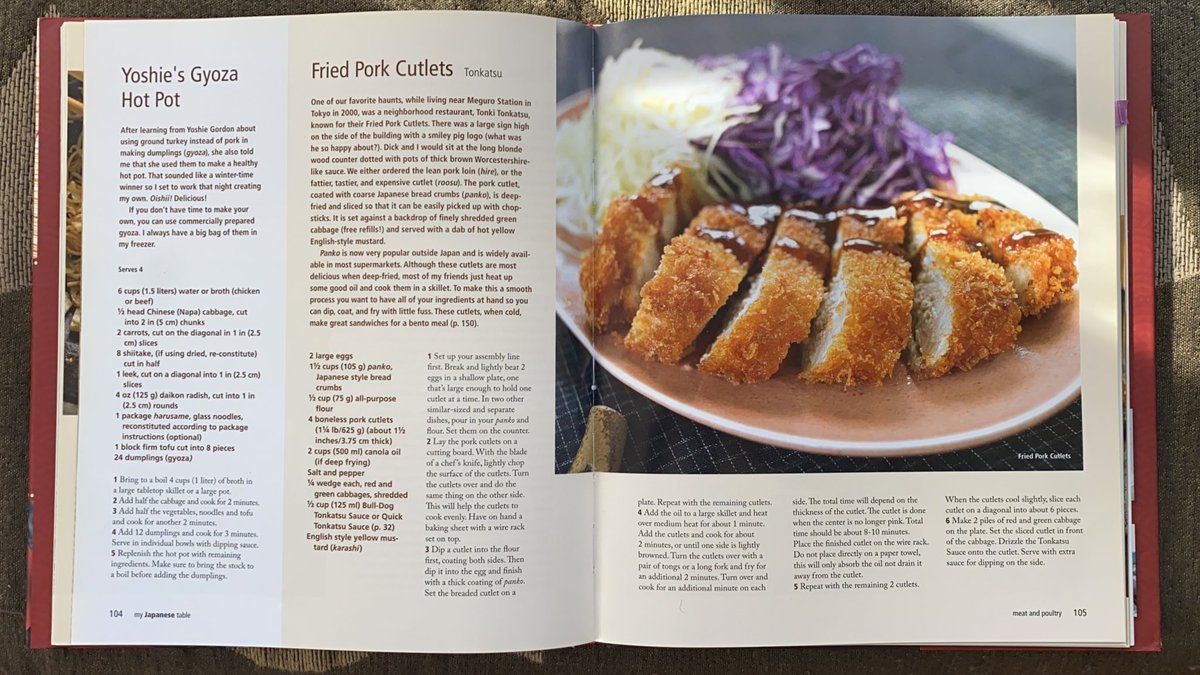 Yoshie's Gyoza
Hot Pot
After learning from Yoshie Gordon about
using ground turkey instead of pork in
making dumplings (gyoza), she also told
me that she used them to make a healthy
hot pot. That sounded like a winter-time
winner so I set to work that night creating
my own. Oishii! Delicious!
If you don't have time to make your
own, you can use commercially prepared
gyoza. I always have a big bag of them in
my freezer.
Serves 4
6 cups (1.5 liters) water or broth (chicken
or beef)
½ head Chinese (Napa) cabbage, cut
into 2 in (5 cm) chunks
2 carrots, cut on the diagonal in 1 in (2.5
cm) slices
8 shiitake, (if using dried, re-constitute)
cut in half
1 leek, cut on a diagonal into 1 in (2.5 cm)
slices
4 oz (125 g) daikon radish, cut into 1 in
(2.5 cm) rounds
1 package harusame, glass noodles,
reconstituted according to package
instructions (optional)
1 block firm tofu cut into 8 pieces
24 dumplings (gyoza)
1 Bring to a boil 4 cups (1 liter) of broth in
a large tabletop skillet or a large pot.
2 Add half the cabbage and cook for 2 minutes.
3 Add half the vegetables, noodles and tofu
and cook for another 2 minutes.
4 Add 12 dumplings and cook for 3 minutes.
Serve in individual bowls with dipping sauce.
5 Replenish the hot pot with remaining
ingredients. Make sure to bring the stock to
a boil before adding the dumplings.
104 my Japanese table
Fried Pork Cutlets Tonkatsu
One of our favorite haunts, while living near Meguro Station in
Tokyo in 2000, was a neighborhood restaurant, Tonki Tonkatsu,
known for their Fried Pork Cutlets. There was a large sign high
on the side of the building with a smiley pig logo (what was
he so happy about?). Dick and I would sit at the long blonde
wood counter dotted with pots of thick brown Worcestershire-
like sauce. We either ordered the lean pork loin (hire), or the
fattier, tastier, and expensive cutlet (roosu). The pork cutlet,
coated with coarse Japanese bread crumbs (panko), is deep-
fried and sliced so that it can be easily picked up with chop-
sticks. It is set against a backdrop of finely shredded green
cabbage (free refills!) and served with a dab of hot yellow
English-style mustard.
Panko is now very popular outside Japan and is widely avail-
able in most supermarkets. Although these cutlets are most
delicious when deep-fried, most of my friends just heat up
some good oil and cook them in a skillet. To make this a smooth
process you want to have all of your ingredients at hand so you
can dip, coat, and fry with little fuss. These cutlets, when cold,
make great sandwiches for a bento meal (p. 150).
2 large eggs
1½ cups (105 g) panko,
Japanese style bread
crumbs
½ cup (75 g) all-purpose
flour
4 boneless pork cutlets
(1¼ lb/625 g) (about 1½
inches/3.75 cm thick)
2 cups (500 ml) canola oil
(if deep frying)
Salt and pepper
¼ wedge each, red and
green cabbages, shredded
½ cup (125 ml) Bull-Dog
Tonkatsu Sauce or Quick
Tonkatsu Sauce (p. 32)
English style yellow mus-
tard (karashi)
1 Set up your assembly line
first. Break and lightly beat 2
eggs in a shallow plate, one
that's large enough to hold one
cutlet at a time. In two other
similar-sized and separate
dishes, pour in your panko and
flour. Set them on the counter.
2 Lay the pork cutlets on a
cutting board. With the blade
of a chef's knife, lightly chop
the surface of the cutlets. Turn
the cutlets over and do the
same thing on the other side.
This will help the cutlets to
cook evenly. Have on hand a
baking sheet with a wire rack
set on top.
3 Dip a cutlet into the flour
first, coating both sides. Then
dip it into the egg and finish
with a thick coating of panko.
Set the breaded cutlet on a
Fried Pork Cutlets
plate. Repeat with the remaining cutlets.
4 Add the oil to a large skillet and heat
over medium heat for about 1 minute.
Add the cutlets and cook for about
2 minutes, or until one side is lightly
browned. Turn the cutlets over with a
pair of tongs or a long fork and fry for
an additional 2 minutes. Turn over and
cook for an additional minute on each
side. The total time will depend on the
thickness of the cutlet. The cutlet is done
when the center is no longer pink. Total
time should be about 8-10 minutes.
Place the finished cutlet on the wire rack.
Do not place directly on a paper towel,
this will only absorb the oil not drain it
away from the cutlet.
5 Repeat with the remaining 2 cutlets.
When the cutlets cool slightly, slice each
cutlet on a diagonal into about 6 pieces.
6 Make 2 piles of red and green cabbage
on the plate. Set the sliced cutlet in front
of the cabbage. Drizzle the Tonkatsu
Sauce onto the cutlet. Serve with extra
sauce for dipping on the side.
meat and poultry 105